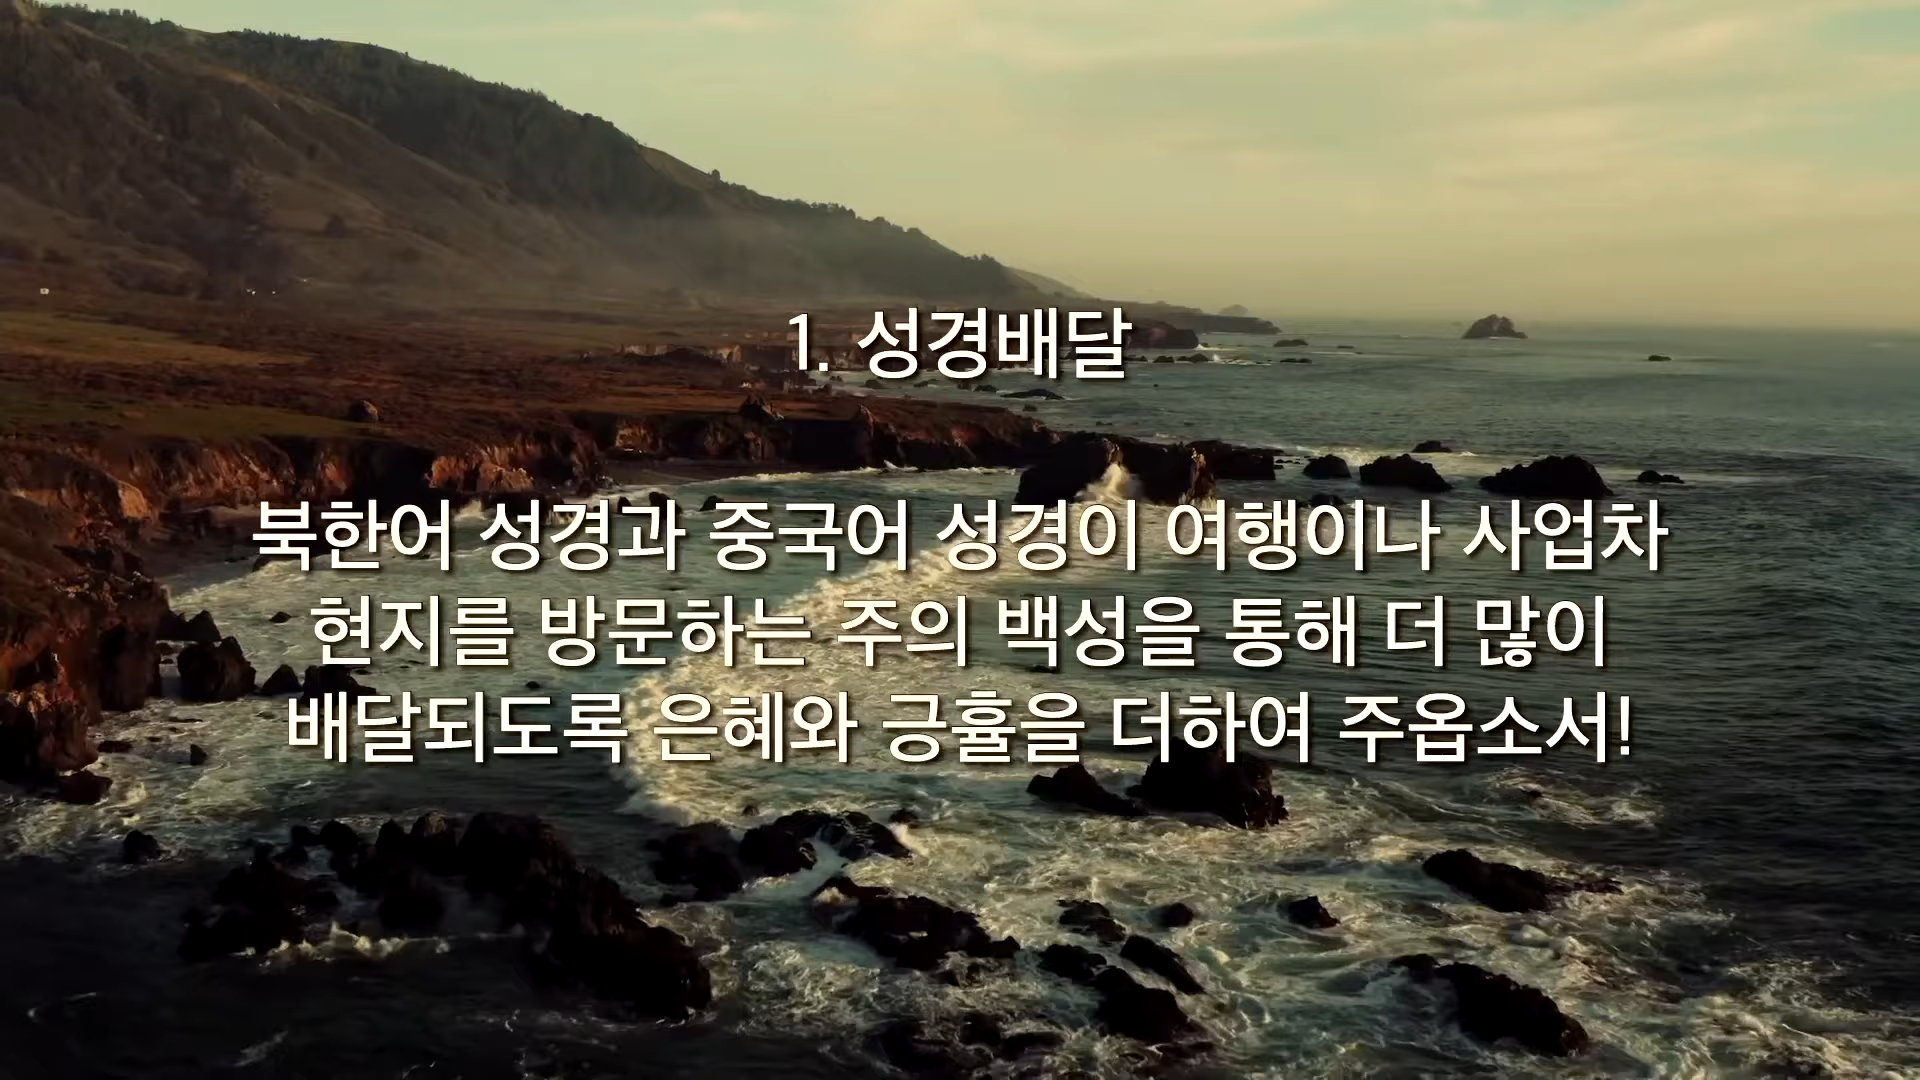 1. 성경배달
북한어 성경과 중국어 성경이 여행이나 사업차
현지를 방문하는 주의 백성을 통해 더 많이
배달되도록 은혜와 긍휼을 더하여 주옵소서!